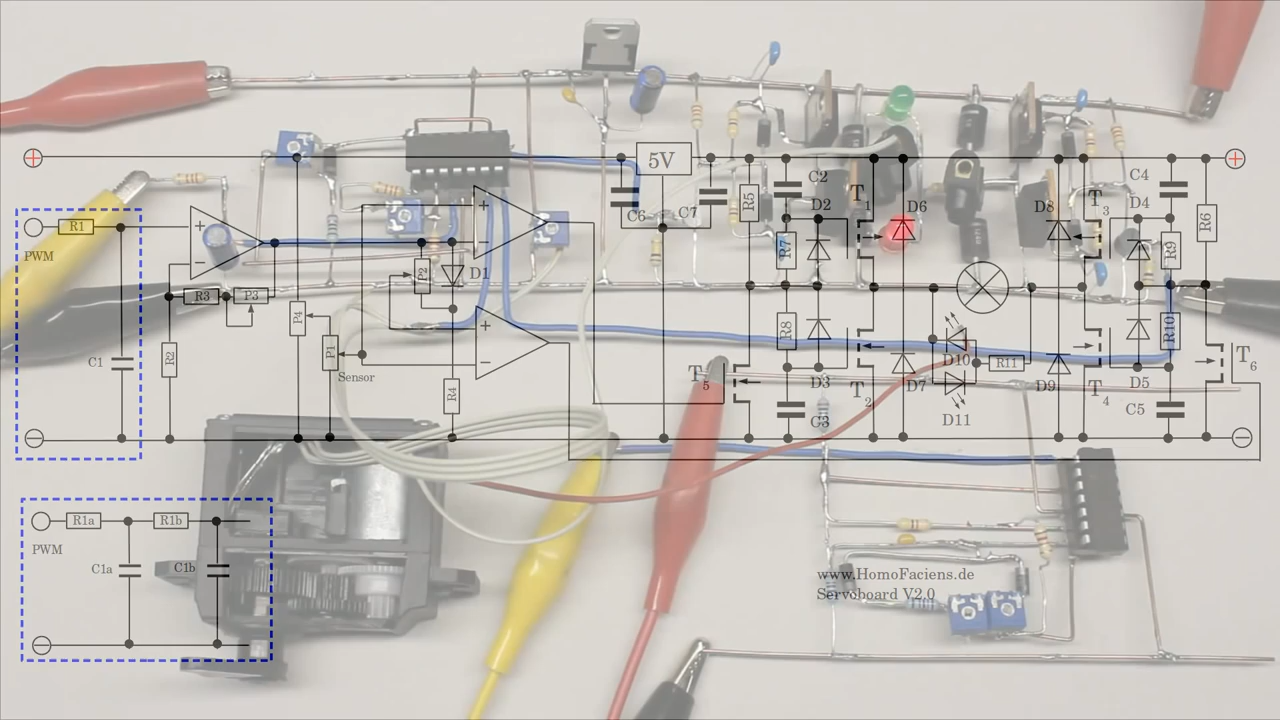 5V
C6
C7
R5
C2
D2
R7
T1
D6
D8
T3
C4
D4
R9
R6
R1
PWM
C1
R2
R3
P3
P4
P1
Sensor
P2
D1
R4
R8
D3
C3
T5
T2
D7
D10
D11
R11
D9
T4
D5
C5
R10
T6
R1a
R1b
PWM
C1a
C1b
www.HomoFaciens.de
Servoboard V2.0